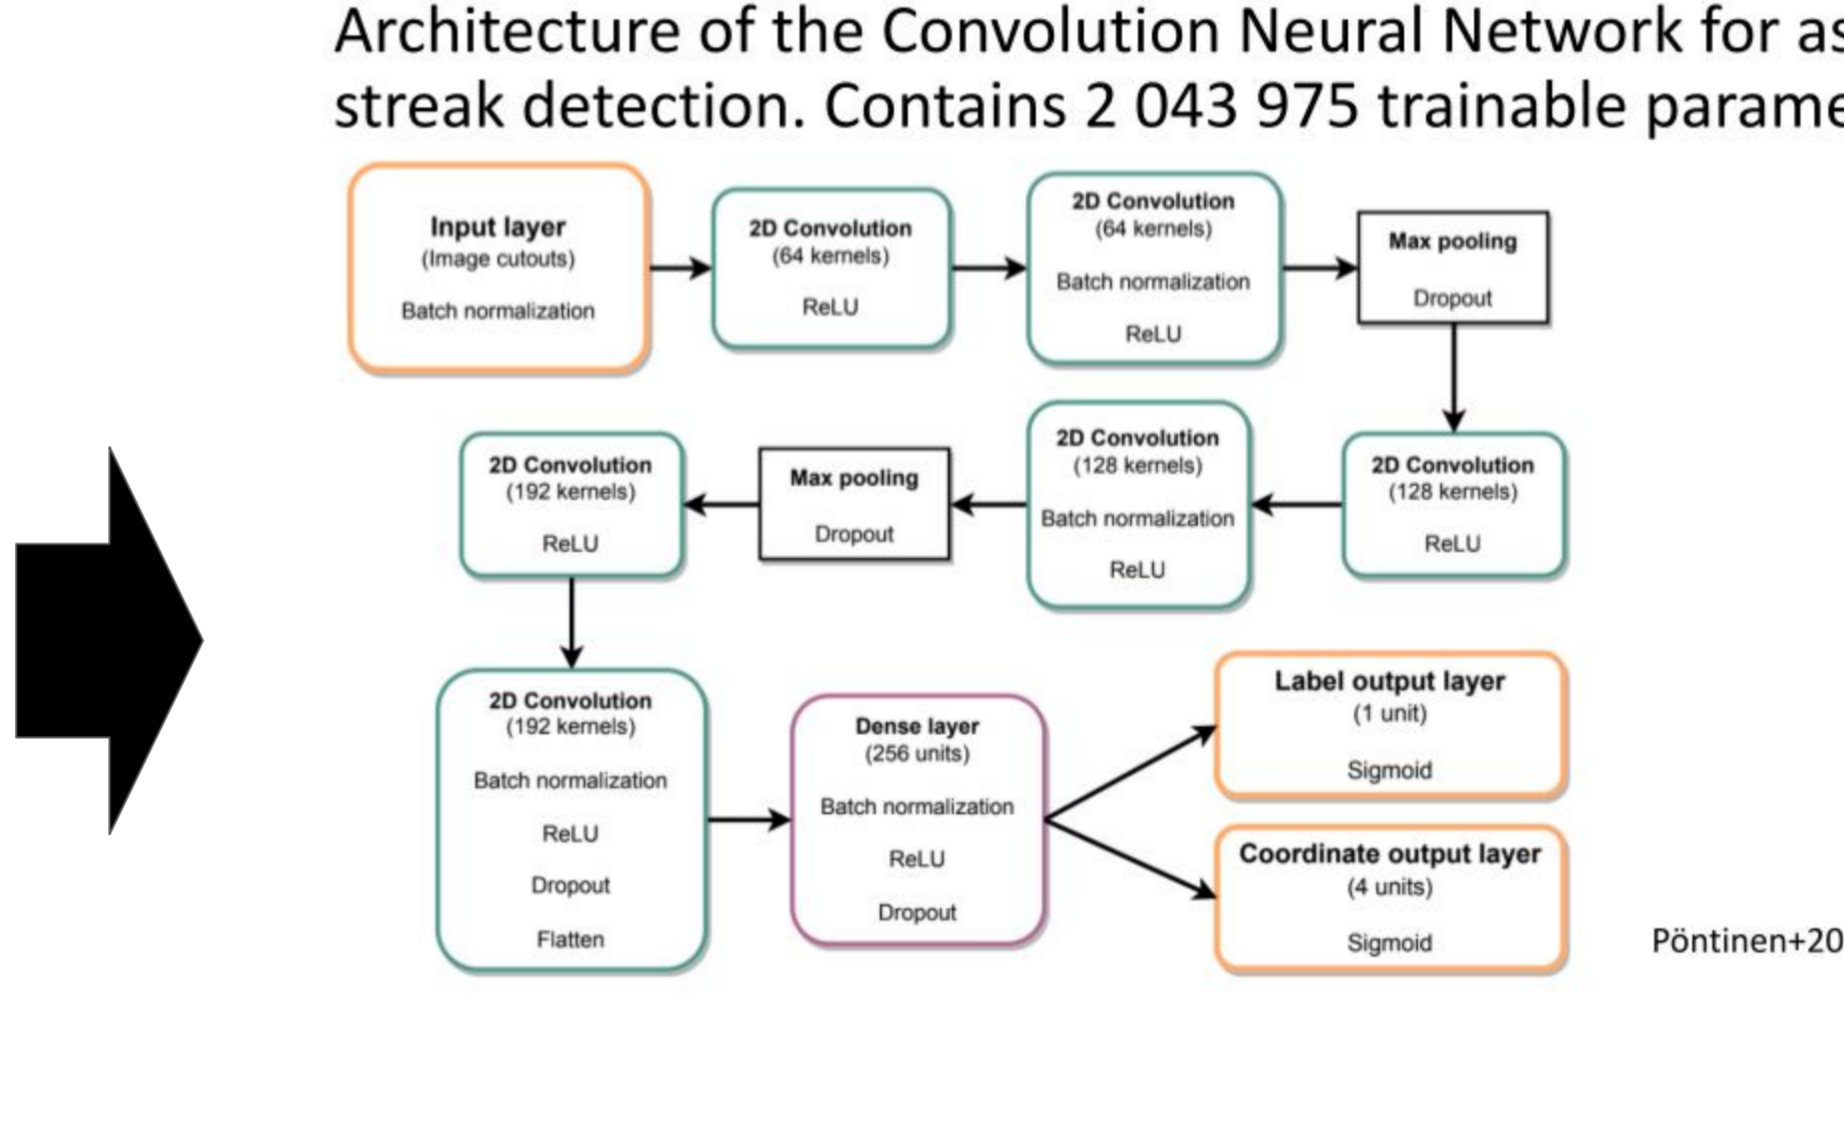 Architecture of the Convolution Neural Network for as
streak detection. Contains 2 043 975 trainable parame
Input layer
(Image cutouts)
Batch normalization
2D Convolution
(64 kernels)
ReLU
2D Convolution
(64 kernels)
Batch normalization
ReLU
Max pooling
Dropout
2D Convolution
(128 kernels)
ReLU
2D Convolution
(128 kernels)
Batch normalization
ReLU
Max pooling
Dropout
2D Convolution
(192 kernels)
ReLU
2D Convolution
(192 kernels)
Batch normalization
ReLU
Dropout
Flatten
Dense layer
(256 units)
Batch normalization
ReLU
Dropout
Label output layer
(1 unit)
Sigmoid
Coordinate output layer
(4 units)
Sigmoid
Pöntinen+20